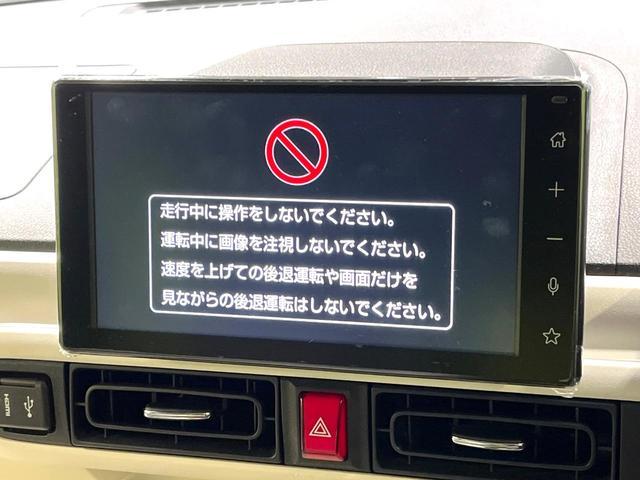 走行中に操作をしないでください。
運転中に画像を注視しないでください。
速度を上げての後退運転や画面だけを
見ながらの後退運転はしないでください。
HDMI